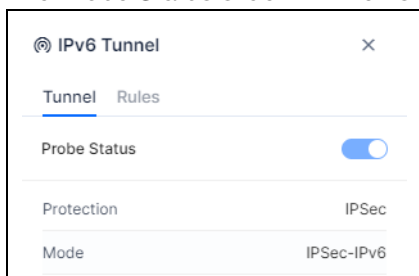 IPv6 Tunnel
Tunnel Rules
Probe Status
Protection IPSec
Mode IPSec-IPv6